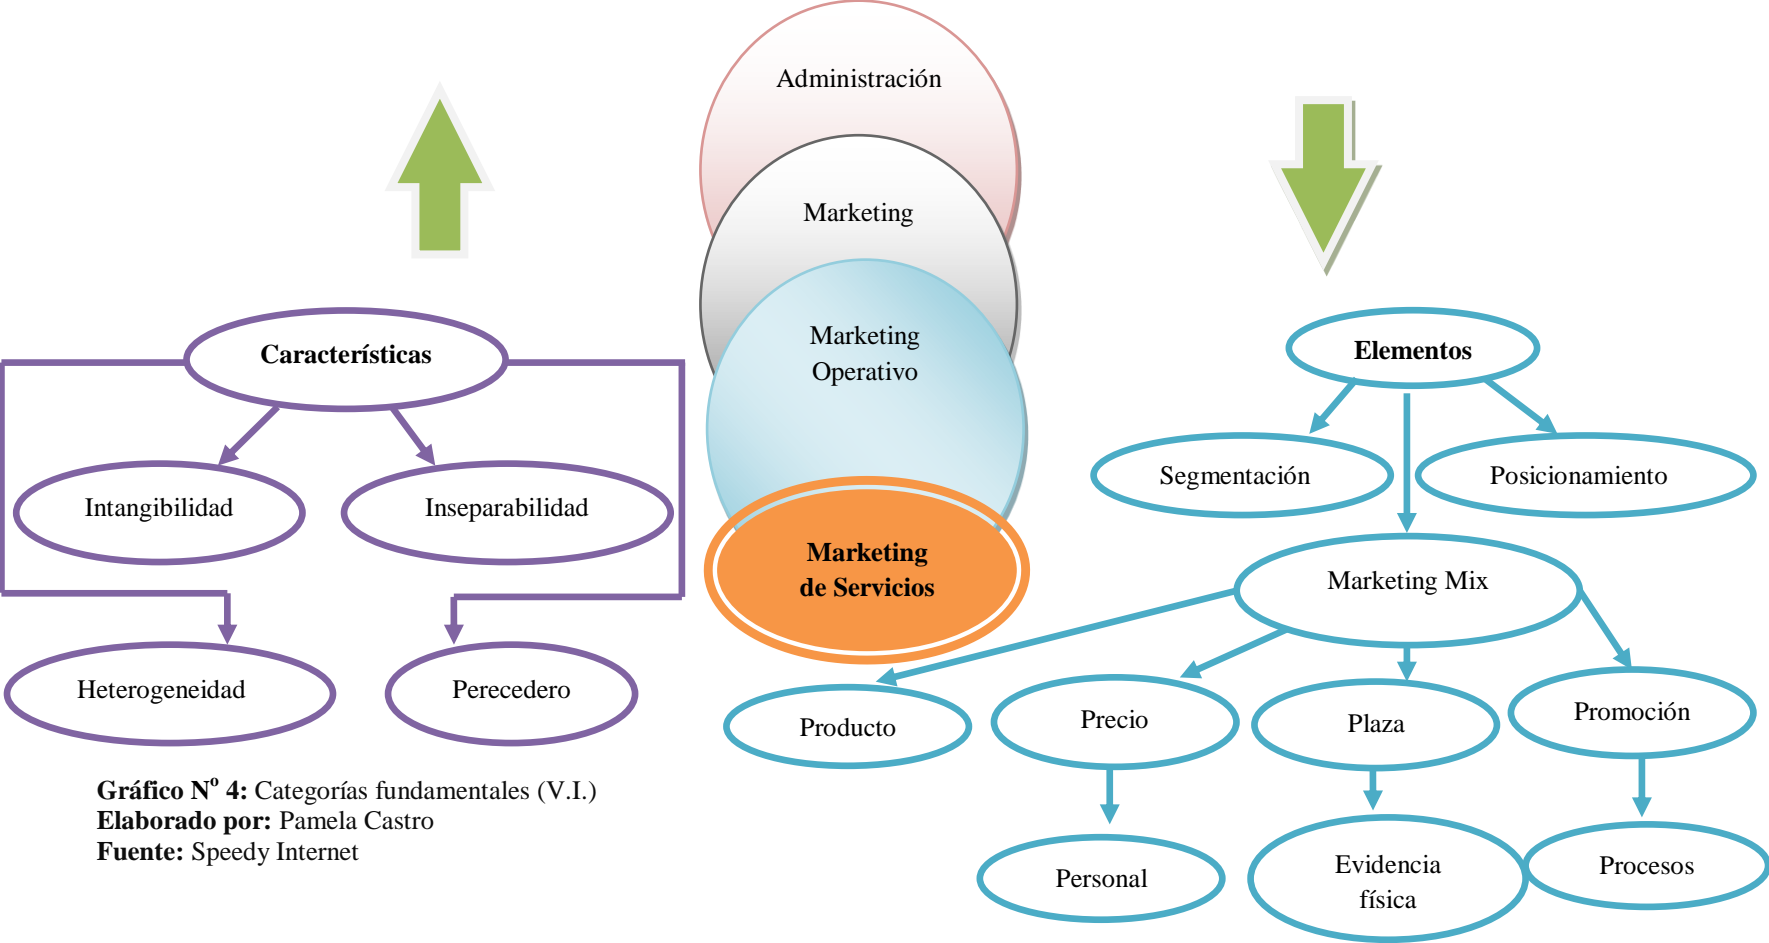 Administración
Marketing
Marketing
Operativo
Marketing
de Servicios
Características
Intangibilidad
Inseparabilidad
Heterogeneidad
Perecedero
Elementos
Segmentación
Posicionamiento
Marketing Mix
Producto
Precio
Plaza
Promoción
Personal
Evidencia
física
Procesos
Gráfico Nº 4: Categorías fundamentales (V.I.)
Elaborado por: Pamela Castro
Fuente: Speedy Internet